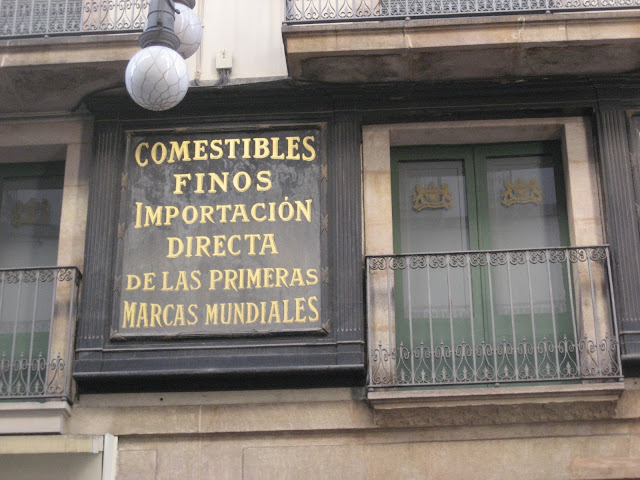 COMESTIBLES
FINOS
IMPORTACIÓN
DIRECTA
DE LAS PRIMERAS
MARCAS MUNDIALES